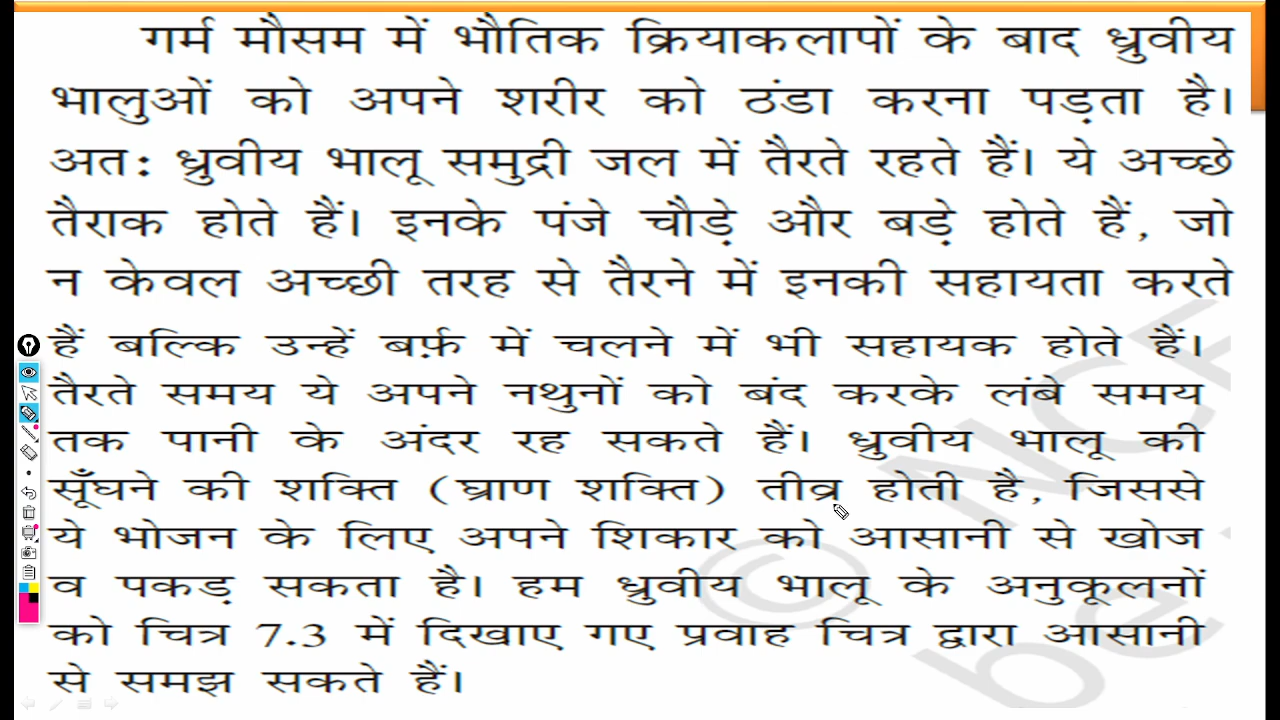 गर्म मौसम में भौतिक क्रियाकलापों के बाद ध्रुवीय
भालुओं को अपने शरीर को ठंडा करना पड़ता है।
अत: ध्रुवीय भालू समुद्री जल में तैरते रहते हैं। ये अच्छे
तैराक होते हैं। इनके पंजे चौड़े और बड़े होते हैं, जो
न केवल अच्छी तरह से तैरने में इनकी सहायता करते
हैं बल्कि उन्हें बर्फ़ में चलने में भी सहायक होते हैं।
तैरते समय ये अपने नथुनों को बंद करके लंबे समय
तक पानी के अंदर रह सकते हैं। ध्रुवीय भालू की
सूँघने की शक्ति (घ्राण शक्ति) तीव्र होती है, जिससे
ये भोजन के लिए अपने शिकार को आसानी से खोज
व पकड़ सकता है। हम ध्रुवीय भालू के अनुकूलनों
को चित्र 7.3 में दिखाए गए प्रवाह चित्र द्वारा आसानी
से समझ सकते हैं।